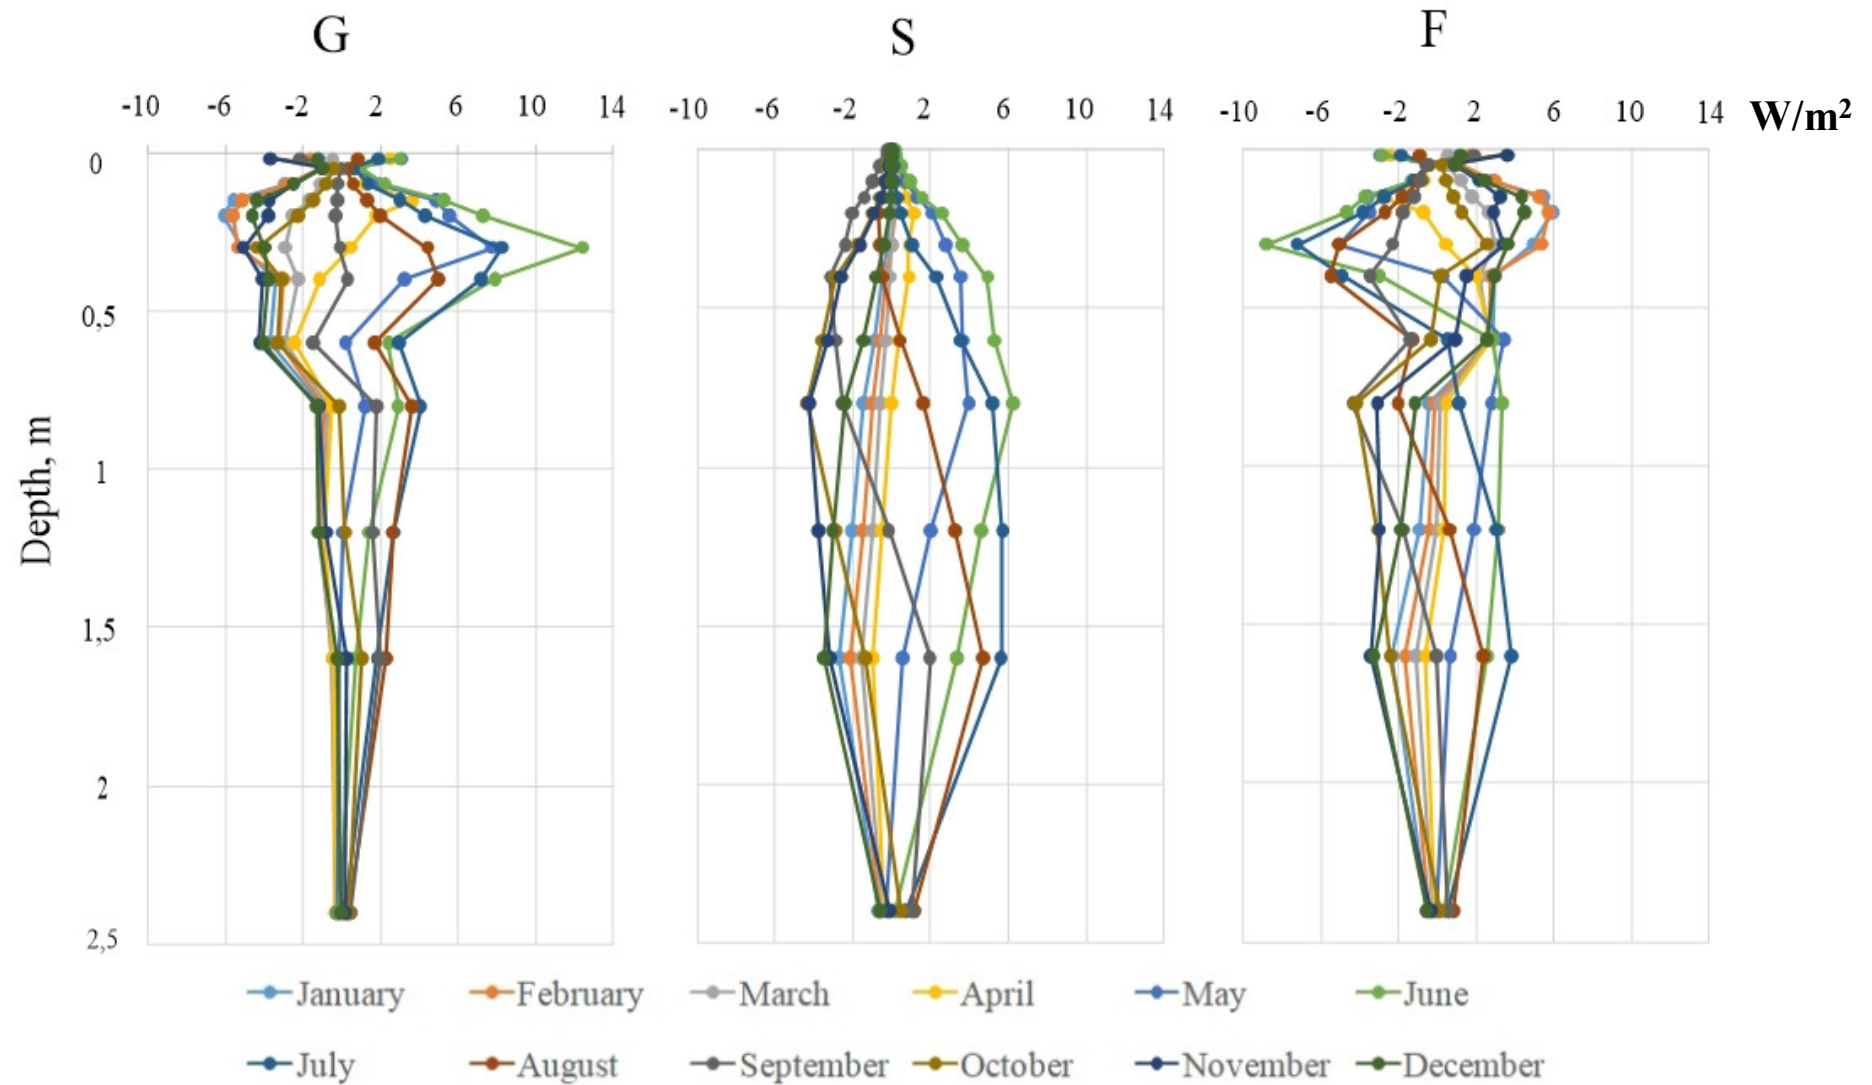 G S F
-10 -6 -2 2 6 10 14 -10 -6 -2 2 6 10 14 -10 -6 -2 2 6 10 14 W/m²
0
0,5
1
1,5
2
2,5
Depth, m
January February March April May June
July August September October November December